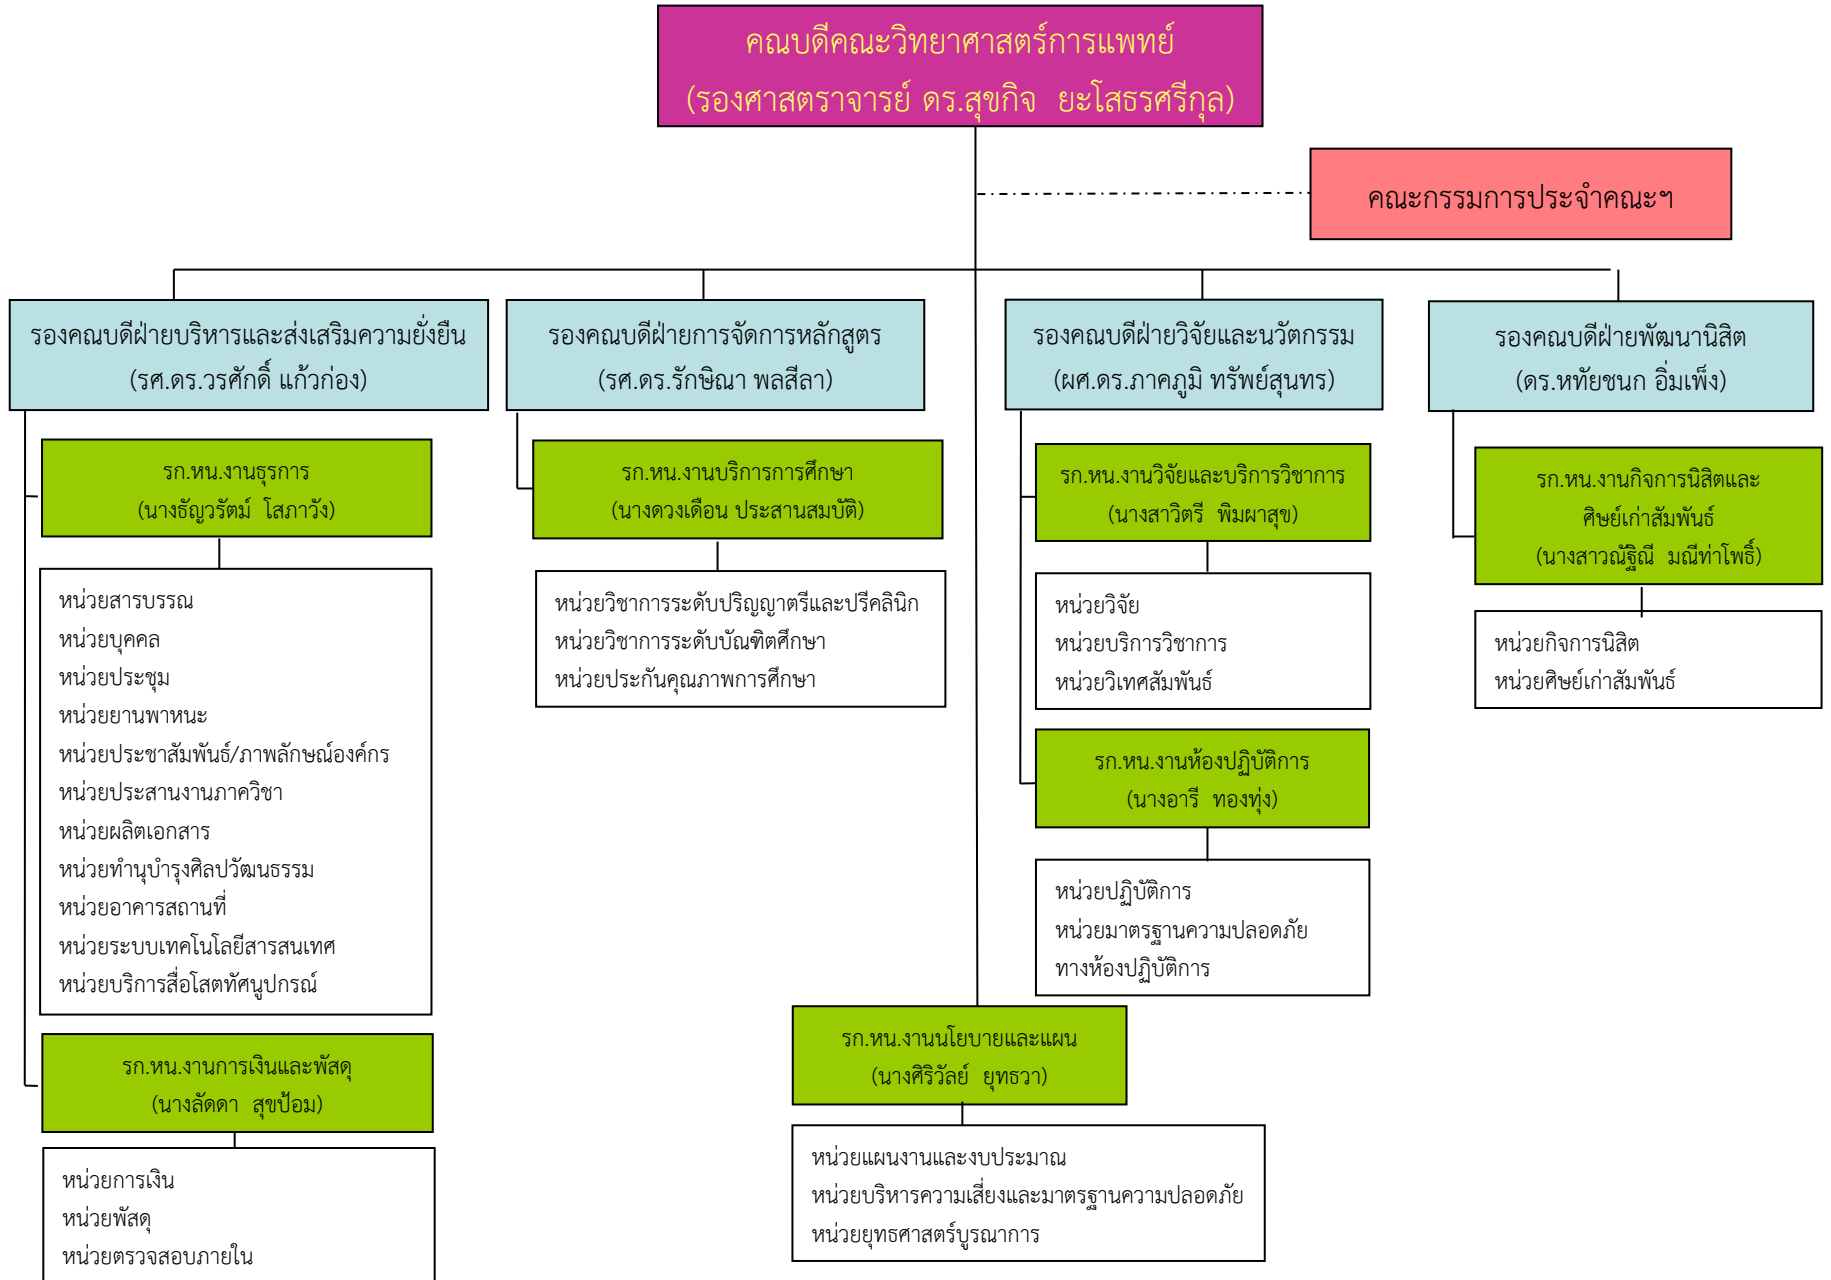 คณบดีคณะวิทยาศาสตร์การแพทย์
(รองศาสตราจารย์ ดร.สุขกิจ ยะโสธรศรีกุล)
คณะกรรมการประจำคณะฯ
รองคณบดีฝ่ายบริหารและส่งเสริมความยั่งยืน
(รศ.ดร.วรศักดิ์ แก้วก่อง)
รก.หน.งานธุรการ
(นางธัญวรัตม์ โสภาวัง)
หน่วยสารบรรณ
หน่วยบุคคล
หน่วยประชุม
หน่วยยานพาหนะ
หน่วยประชาสัมพันธ์/ภาพลักษณ์องค์กร
หน่วยประสานงานภาควิชา
หน่วยผลิตเอกสาร
หน่วยทำนุบำรุงศิลปวัฒนธรรม
หน่วยอาคารสถานที่
หน่วยระบบเทคโนโลยีสารสนเทศ
หน่วยบริการสื่อโสตทัศนูปกรณ์
รก.หน.งานการเงินและพัสดุ
(นางลัดดา สุขป้อม)
หน่วยการเงิน
หน่วยพัสดุ
หน่วยตรวจสอบภายใน
รองคณบดีฝ่ายการจัดการหลักสูตร
(รศ.ดร.รักษิณา พลสีลา)
รก.หน.งานบริการการศึกษา
(นางดวงเดือน ประสานสมบัติ)
หน่วยวิชาการระดับปริญญาตรีและปรีคลินิก
หน่วยวิชาการระดับบัณฑิตศึกษา
หน่วยประกันคุณภาพการศึกษา
รองคณบดีฝ่ายวิจัยและนวัตกรรม
(ผศ.ดร.ภาคภูมิ ทรัพย์สุนทร)
รก.หน.งานวิจัยและบริการวิชาการ
(นางสาวิตรี พิมผาสุข)
หน่วยวิจัย
หน่วยบริการวิชาการ
หน่วยวิเทศสัมพันธ์
รก.หน.งานห้องปฏิบัติการ
(นางอารี ทองทุ่ง)
หน่วยปฏิบัติการ
หน่วยมาตรฐานความปลอดภัย
ทางห้องปฏิบัติการ
รองคณบดีฝ่ายพัฒนานิสิต
(ดร.หทัยชนก อิ่มเพ็ง)
รก.หน.งานกิจการนิสิตและ
ศิษย์เก่าสัมพันธ์
(นางสาวณัฐิณี มณีท่าโพธิ์)
หน่วยกิจการนิสิต
หน่วยศิษย์เก่าสัมพันธ์
รก.หน.งานนโยบายและแผน
(นางศิริวัลย์ ยุทธวา)
หน่วยแผนงานและงบประมาณ
หน่วยบริหารความเสี่ยงและมาตรฐานความปลอดภัย
หน่วยยุทธศาสตร์บูรณาการ